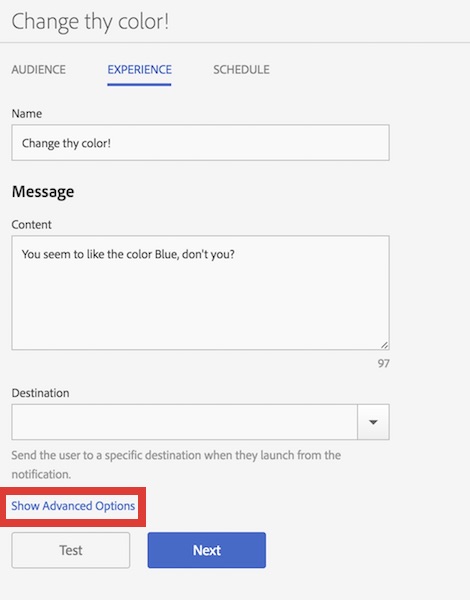 Change thy color!
AUDIENCE EXPERIENCE SCHEDULE
Name
Change thy color!
Message
Content
You seem to like the color Blue, don't you?
97
Destination
Send the user to a specific destination when they launch from the
notification.
Show Advanced Options
Test Next